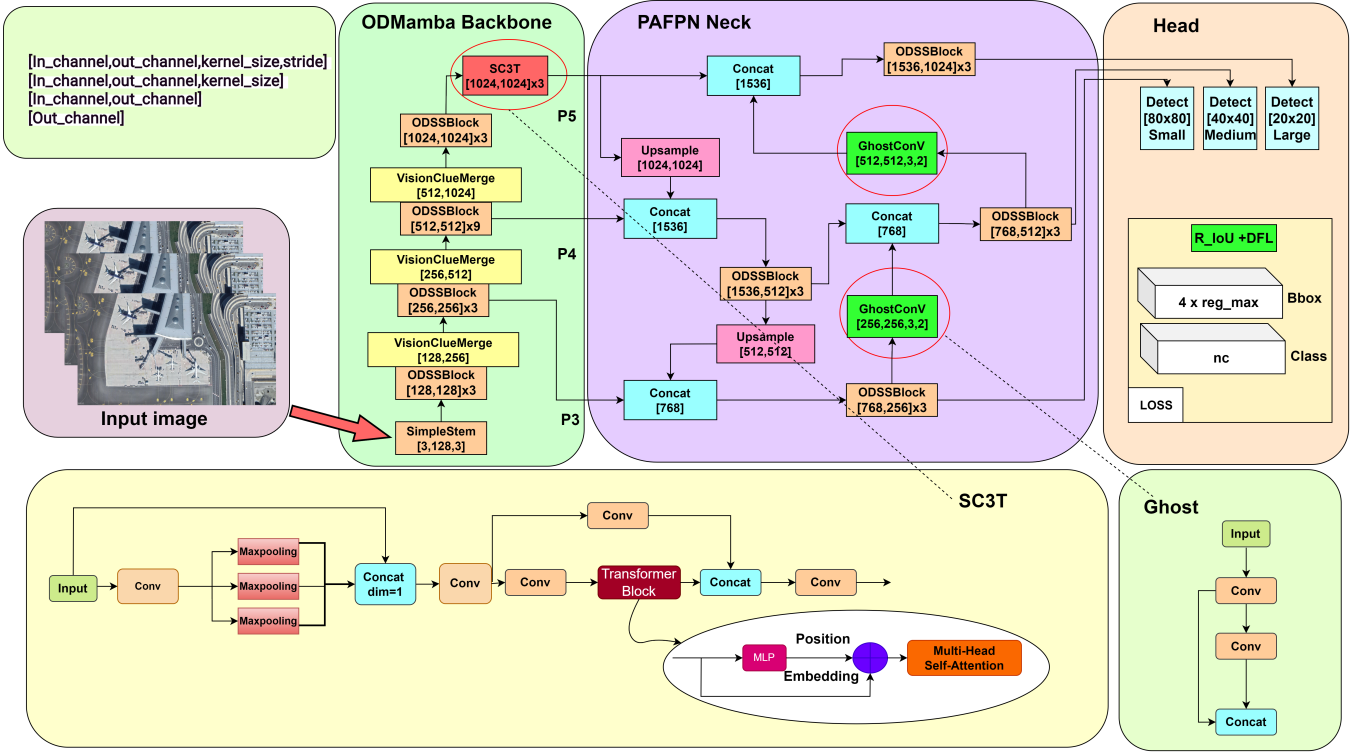 [In_channel,out_channel,kernel_size,stride]
[In_channel,out_channel,kernel_size]
[In_channel,out_channel]
[Out_channel]
Input image
ODMamba Backbone
SC3T
[1024,1024]x3
ODSSBlock
[1024,1024]x3
VisionClueMerge
[512,1024]
ODSSBlock
[512,512]x9
VisionClueMerge
[256,512]
ODSSBlock
[256,256]x3
VisionClueMerge
[128,256]
ODSSBlock
[128,128]x3
SimpleStem
[3,128,3]
P5
P4
P3
PAFPN Neck
Concat
[1536]
ODSSBlock
[1536,1024]x3
Upsample
[1024,1024]
GhostConV
[512,512,3,2]
Concat
[1536]
Concat
[768]
ODSSBlock
[768,512]x3
ODSSBlock
[1536,512]x3
GhostConV
[256,256,3,2]
Upsample
[512,512]
Concat
[768]
ODSSBlock
[768,256]x3
Head
Detect
[80x80]
Small
Detect
[40x40]
Medium
Detect
[20x20]
Large
R_IoU +DFL
4 x reg_max
Bbox
nc
Class
LOSS
SC3T
Input
Conv
Maxpooling
Maxpooling
Maxpooling
Concat
dim=1
Conv
Conv
Conv
Transformer
Block
Concat
Conv
MLP
Position
Embedding
Multi-Head
Self-Attention
Ghost
Input
Conv
Conv
Concat